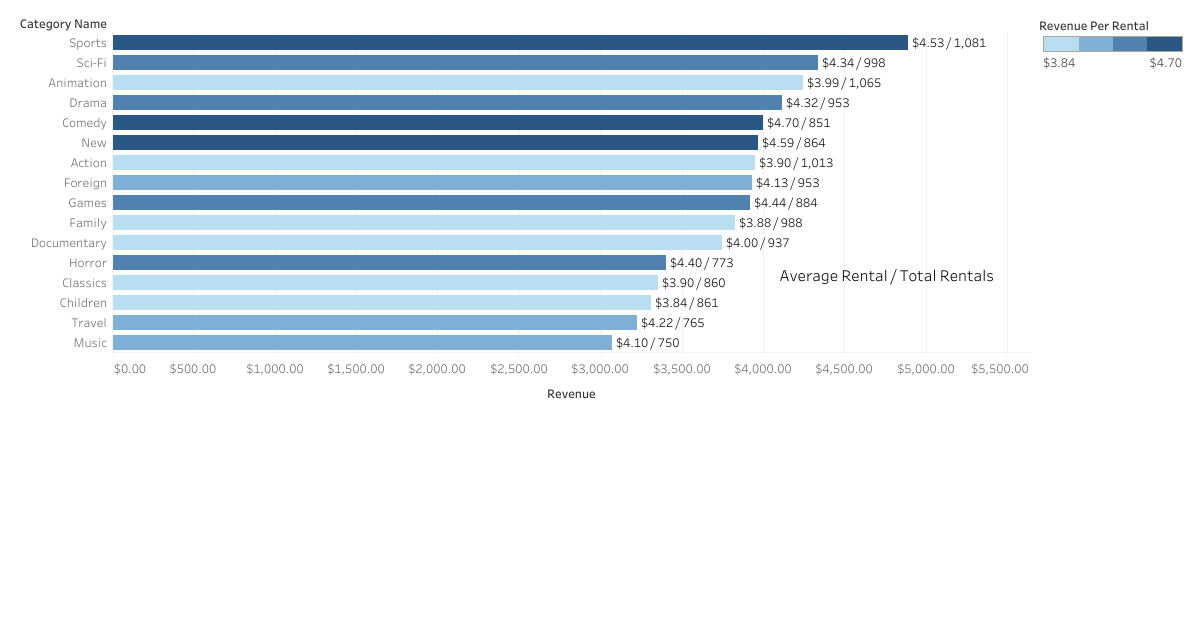 Category Name
Revenue Per Rental
$3.84 $4.70
Sports $4.53 / 1,081
Sci-Fi $4.34 / 998
Animation $3.99 / 1,065
Drama $4.32 / 953
Comedy $4.70 / 851
New $4.59 / 864
Action $3.90 / 1,013
Foreign $4.13 / 953
Games $4.44 / 884
Family $3.88 / 988
Documentary $4.00 / 937
Horror $4.40 / 773
Average Rental / Total Rentals
Classics $3.90 / 860
Children $3.84 / 861
Travel $4.22 / 765
Music $4.10 / 750
$0.00 $500.00 $1,000.00 $1,500.00 $2,000.00 $2,500.00 $3,000.00 $3,500.00 $4,000.00 $4,500.00 $5,000.00 $5,500.00
Revenue